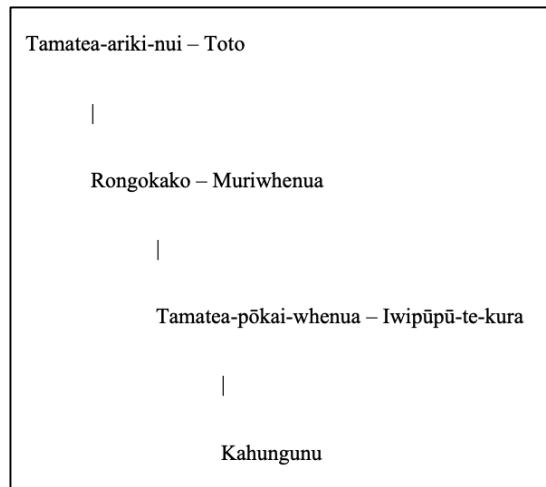 Tamatea-ariki-nui – Toto
|
Rongokako – Muriwhenua
|
Tamatea-pōkai-whenua – Iwipūpū-te-kura
|
Kahungunu